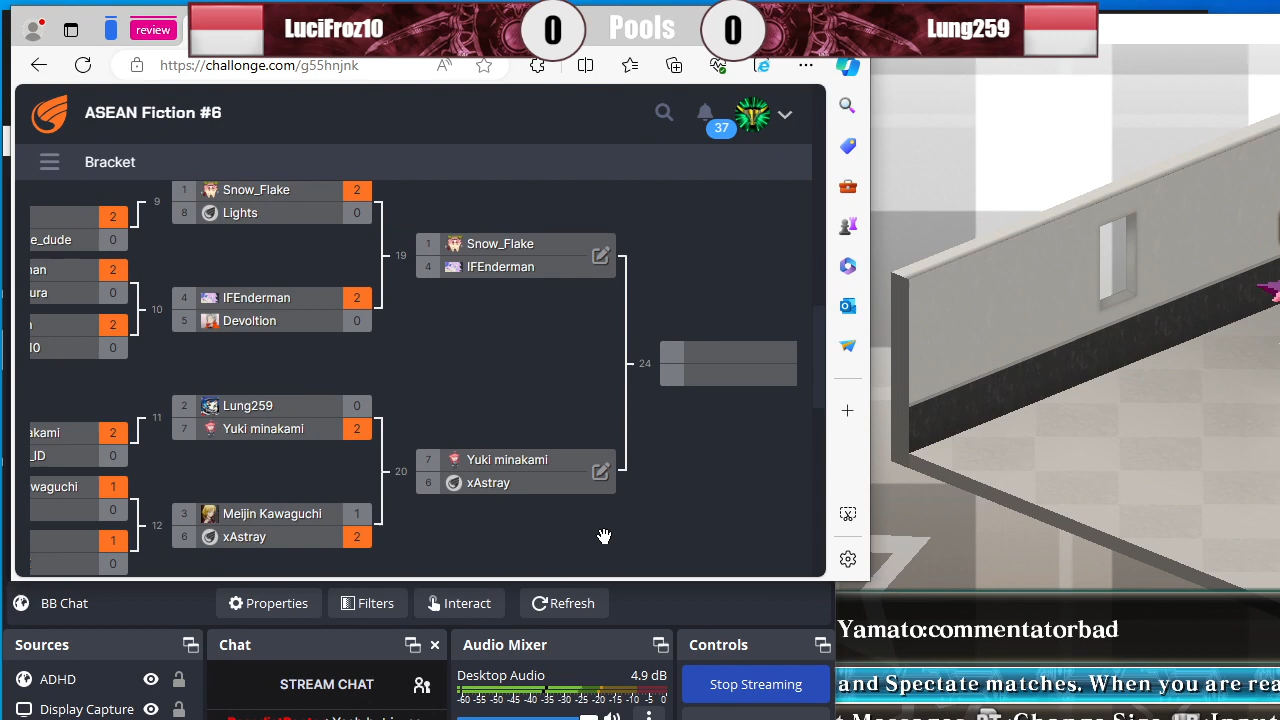 LuciFroz10
0
Pools
0
Lung259
review
https://challonge.com/g55hnjnk
ASEAN Fiction #6
37
Bracket
1 Snow_Flake 2
8 Lights 0
9
2
e_dude 0
2
0
10
4 IFEnderman 2
5 Devoltion 0
2
10 0
19
1 Snow_Flake
4 IFEnderman
24
11
2 Lung259 0
7 Yuki minakami 2
akami 2
_ID 0
20
7 Yuki minakami
6 xAstray
waguchi 1
0
12
3 Meijin Kawaguchi 1
6 xAstray 2
1
0
BB Chat
Properties
Filters
Interact
Refresh
Sources
Chat
Audio Mixer
Controls
ADHD
Display Capture
STREAM CHAT
Desktop Audio
4.9 dB
-60 -55 -50 -45 -40 -35 -30 -25 -20 -15 -10 -5 0
Stop Streaming
Yamato:commentatorbad
and Spectate matches. When you are rea